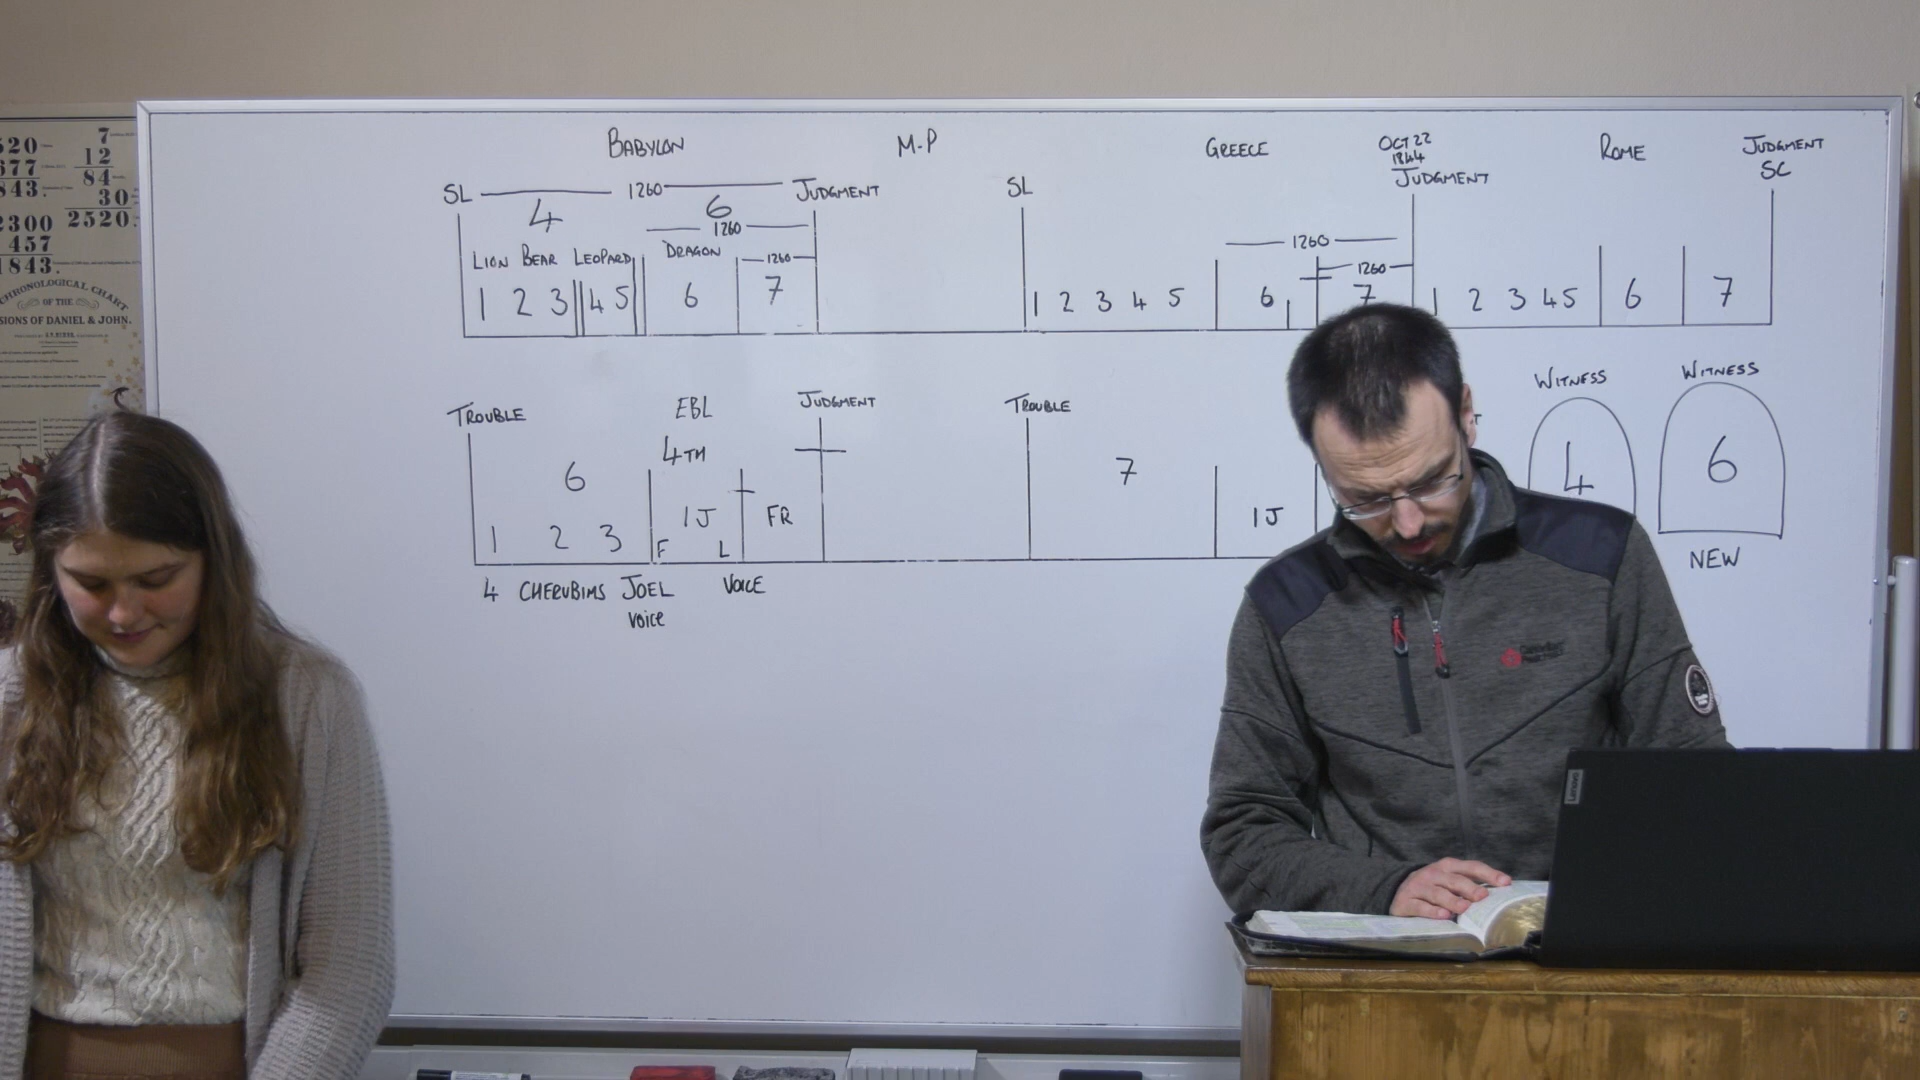 BABYLON M-P GREECE OCT 22 ROME JUDGMENT
1844 SC
SL 1260 JUDGMENT SL JUDGMENT
4 6
1260 1260
LION BEAR LEOPARD DRAGON 1260 1260
1 2 3 4 5 6 7 1 2 3 4 5 6 7 1 2 3 4 5 6 7
TROUBLE EBL JUDGMENT TROUBLE WITNESS WITNESS
6 4TH 7 4 6
1 2 3 1J FR 1J
F L
NEW
4 CHERUBIMS JOEL VOICE
VOICE
520 7
677 12
843. 84
30
2300 2520.
457
1843.
CHRONOLOGICAL CHART
OF THE
SIONS OF DANIEL & JOHN.
Lenovo